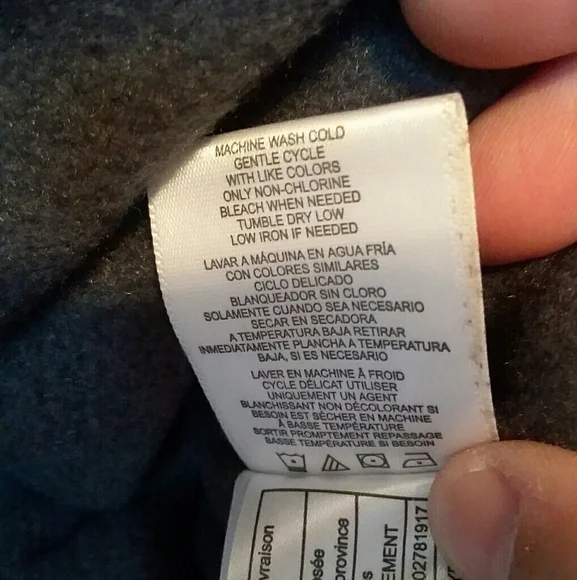 MACHINE WASH COLD
GENTLE CYCLE
WITH LIKE COLORS
ONLY NON-CHLORINE
BLEACH WHEN NEEDED
TUMBLE DRY LOW
LOW IRON IF NEEDED
LAVAR A MÁQUINA EN AGUA FRÍA
CON COLORES SIMILARES
CICLO DELICADO
BLANQUEADOR SIN CLORO
SOLAMENTE CUANDO SEA NECESARIO
SECAR EN SECADORA
A TEMPERATURA BAJA RETIRAR
INMEDIATAMENTE PLANCHA A TEMPERATURA
BAJA, SI ES NECESARIO
LAVER EN MACHINE À FROID
CYCLE DÉLICAT UTILISER
UNIQUEMENT UN AGENT
BLANCHISSANT NON DÉCOLORANT SI
BESOIN EST SÉCHER EN MACHINE
À BASSE TEMPÉRATURE
SORTIR PROMPTEMENT REPASSAGE
BASSE TEMPÉRATURE SI BESOIN
vraison
osée
province
s
EMENT
02781917